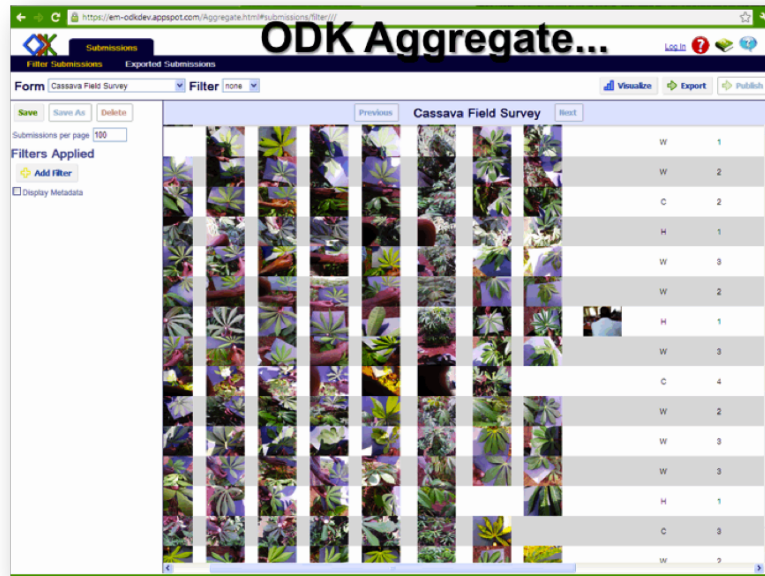 https://em-odkdev.appspot.com/Aggregate.html#submissions/filter///
ODK Aggregate...
Submissions
Log In
Filter Submissions Exported Submissions
Form Cassava Field Survey Filter none Visualize Export Publish
Save Save As Delete Previous Cassava Field Survey Next
Submissions per page 100
Filters Applied
Add Filter
Display Metadata
W 1
W 2
C 2
H 1
W 3
W 2
H 1
W 3
C 4
W 2
W 3
W 3
H 1
C 3
W 2